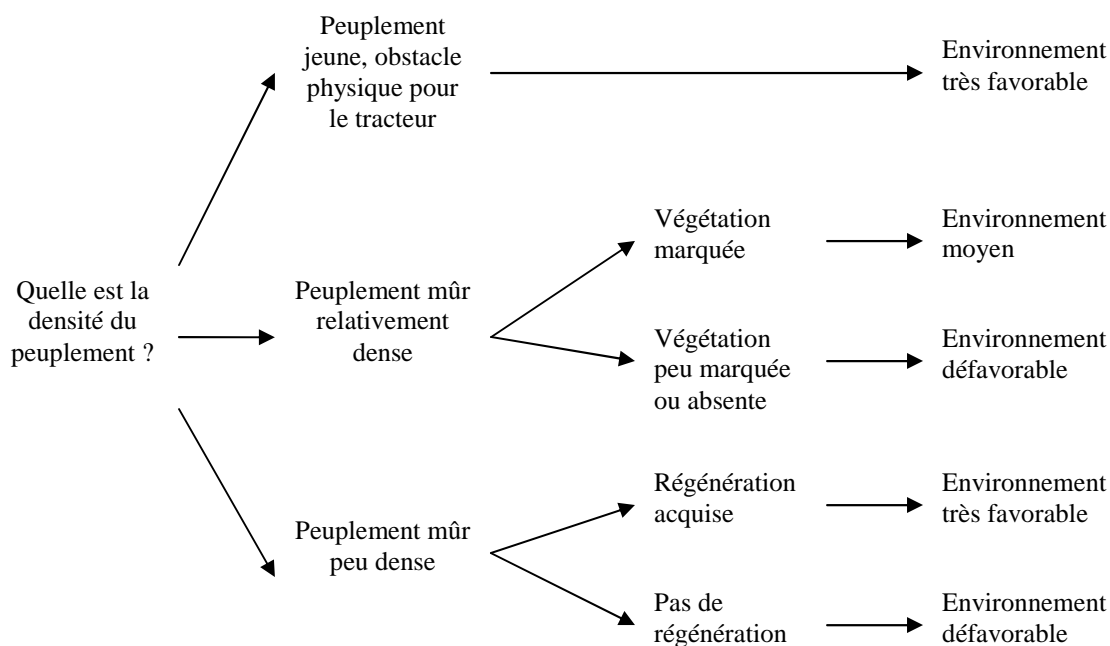 Peuplement
jeune, obstacle
physique pour
le tracteur
Environnement
très favorable
Quelle est la
densité du
peuplement ?
Peuplement mûr
relativement
dense
Végétation
marquée
Environnement
moyen
Végétation
peu marquée
ou absente
Environnement
défavorable
Peuplement mûr
peu dense
Régénération
acquise
Environnement
très favorable
Pas de
régénération
Environnement
défavorable